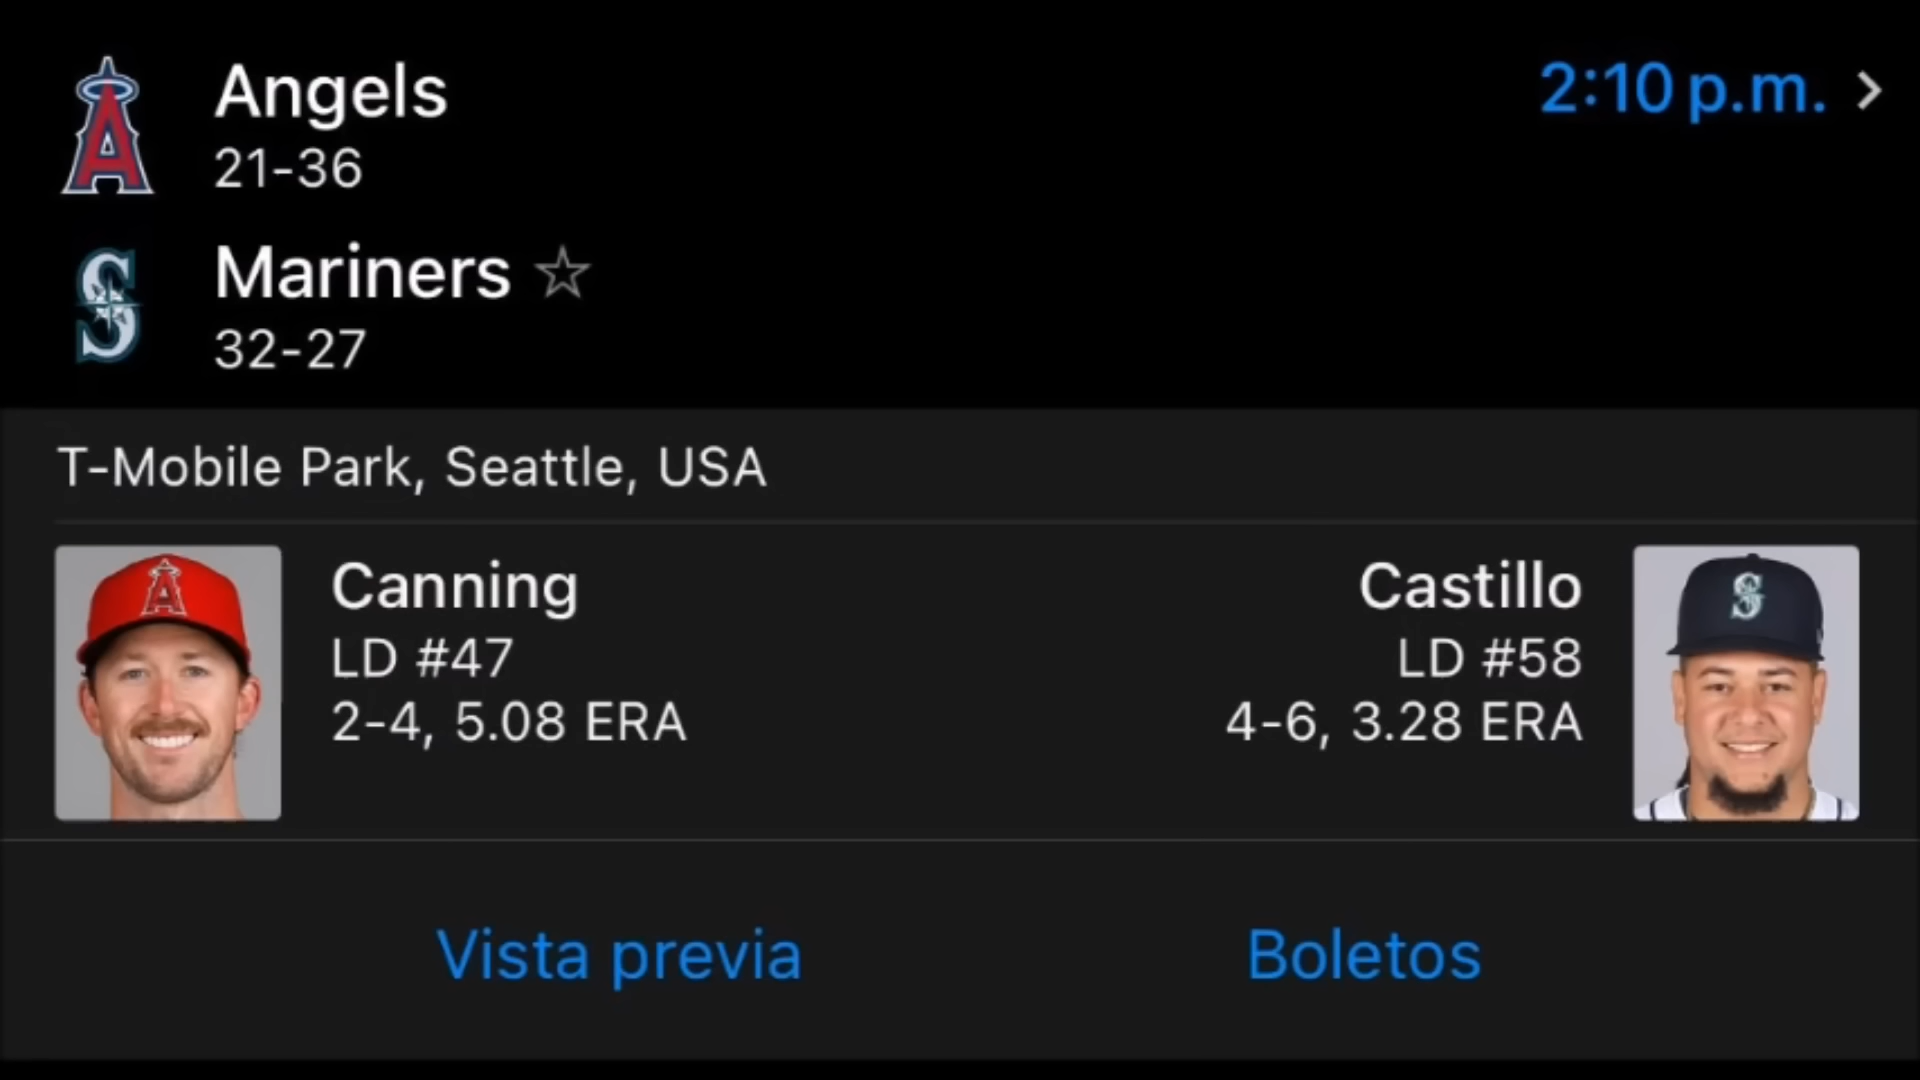 Angels
2:10 p.m.
21-36
Mariners
32-27
T-Mobile Park, Seattle, USA
Canning
LD #47
2-4, 5.08 ERA
Castillo
LD #58
4-6, 3.28 ERA
Vista previa
Boletos